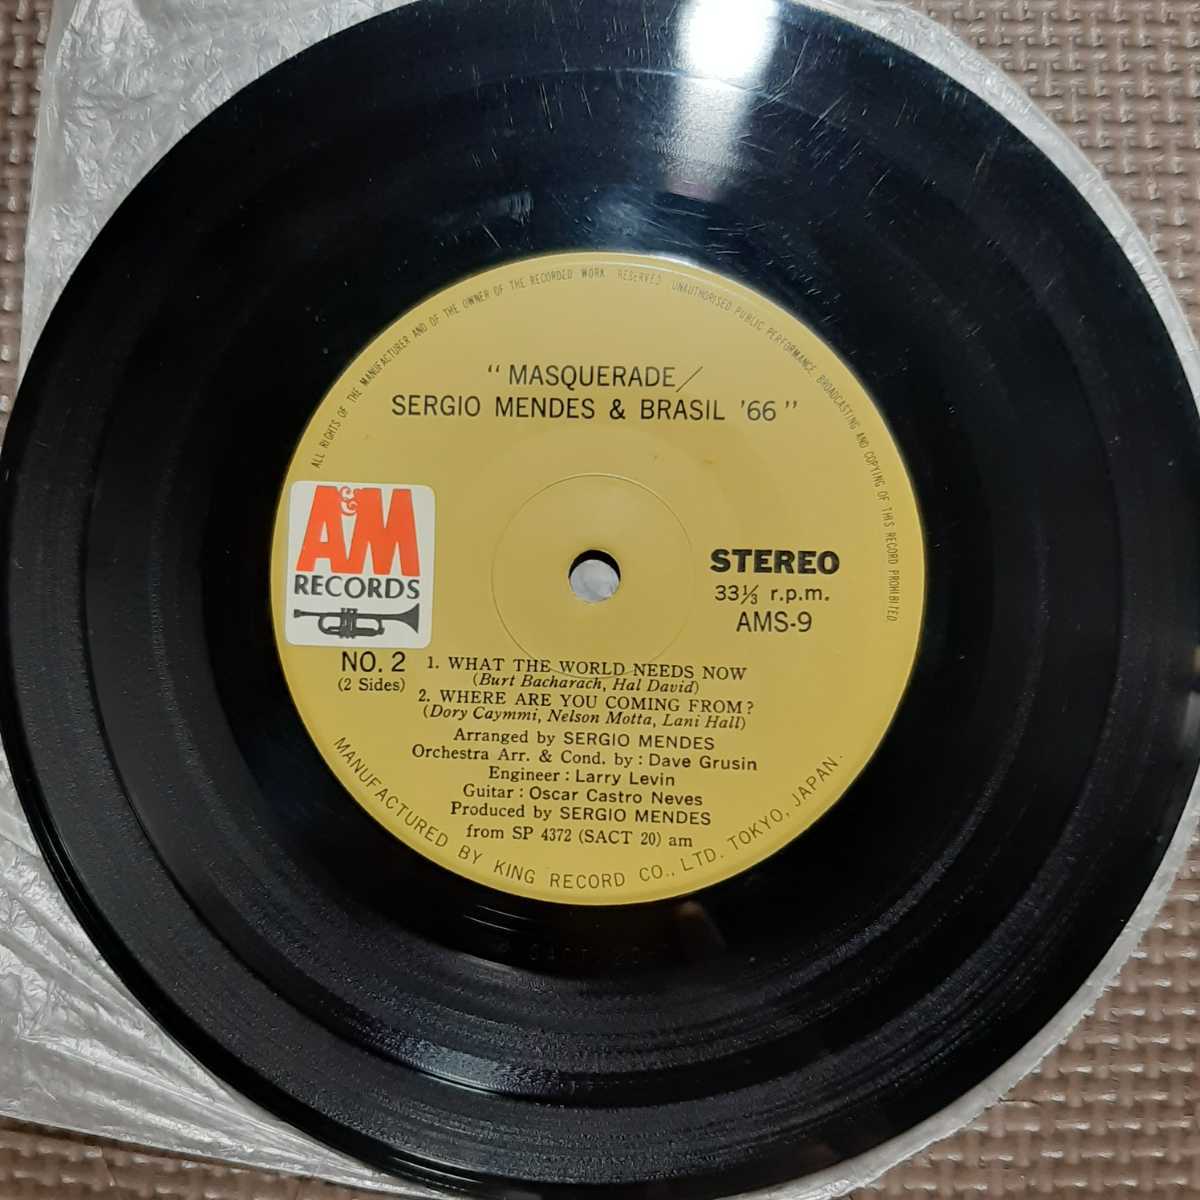 ALL RIGHTS OF THE MANUFACTURER AND OF THE OWNER OF THE RECORDED WORK RESERVED UNAUTHORISED PUBLIC PERFORMANCE BROADCASTING AND COPYING OF THIS RECORD PROHIBITED
"MASQUERADE/
SERGIO MENDES & BRASIL '66"
A&M
RECORDS
STEREO
33⅓ r.p.m.
AMS-9
NO. 2
(2 Sides)
1. WHAT THE WORLD NEEDS NOW
(Burt Bacharach, Hal David)
2. WHERE ARE YOU COMING FROM?
(Dory Caymmi, Nelson Motta, Lani Hall)
Arranged by SERGIO MENDES
Orchestra Arr. & Cond. by : Dave Grusin
Engineer : Larry Levin
Guitar : Oscar Castro Neves
Produced by SERGIO MENDES
from SP 4372 (SACT 20) am
MANUFACTURED BY KING RECORD CO., LTD. TOKYO, JAPAN.